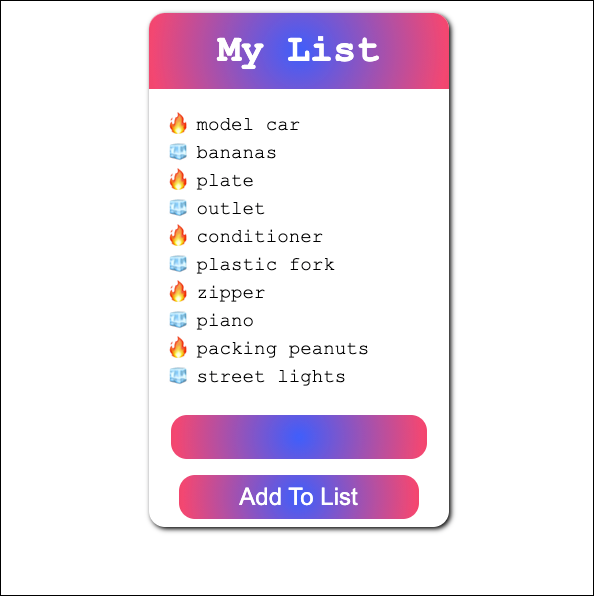 My List
🔥 model car
🧊 bananas
🔥 plate
🧊 outlet
🔥 conditioner
🧊 plastic fork
🔥 zipper
🧊 piano
🔥 packing peanuts
🧊 street lights
Add To List